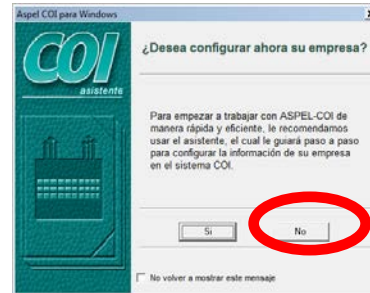 Aspel COI para Windows
COI
asistente
¿Desea configurar ahora su empresa?
Para empezar a trabajar con ASPEL-COI de
manera rápida y eficiente, le recomendamos
usar el asistente, el cual le guiará paso a paso
para configurar la información de su empresa
en el sistema COI.
Si
No
No volver a mostrar este mensaje